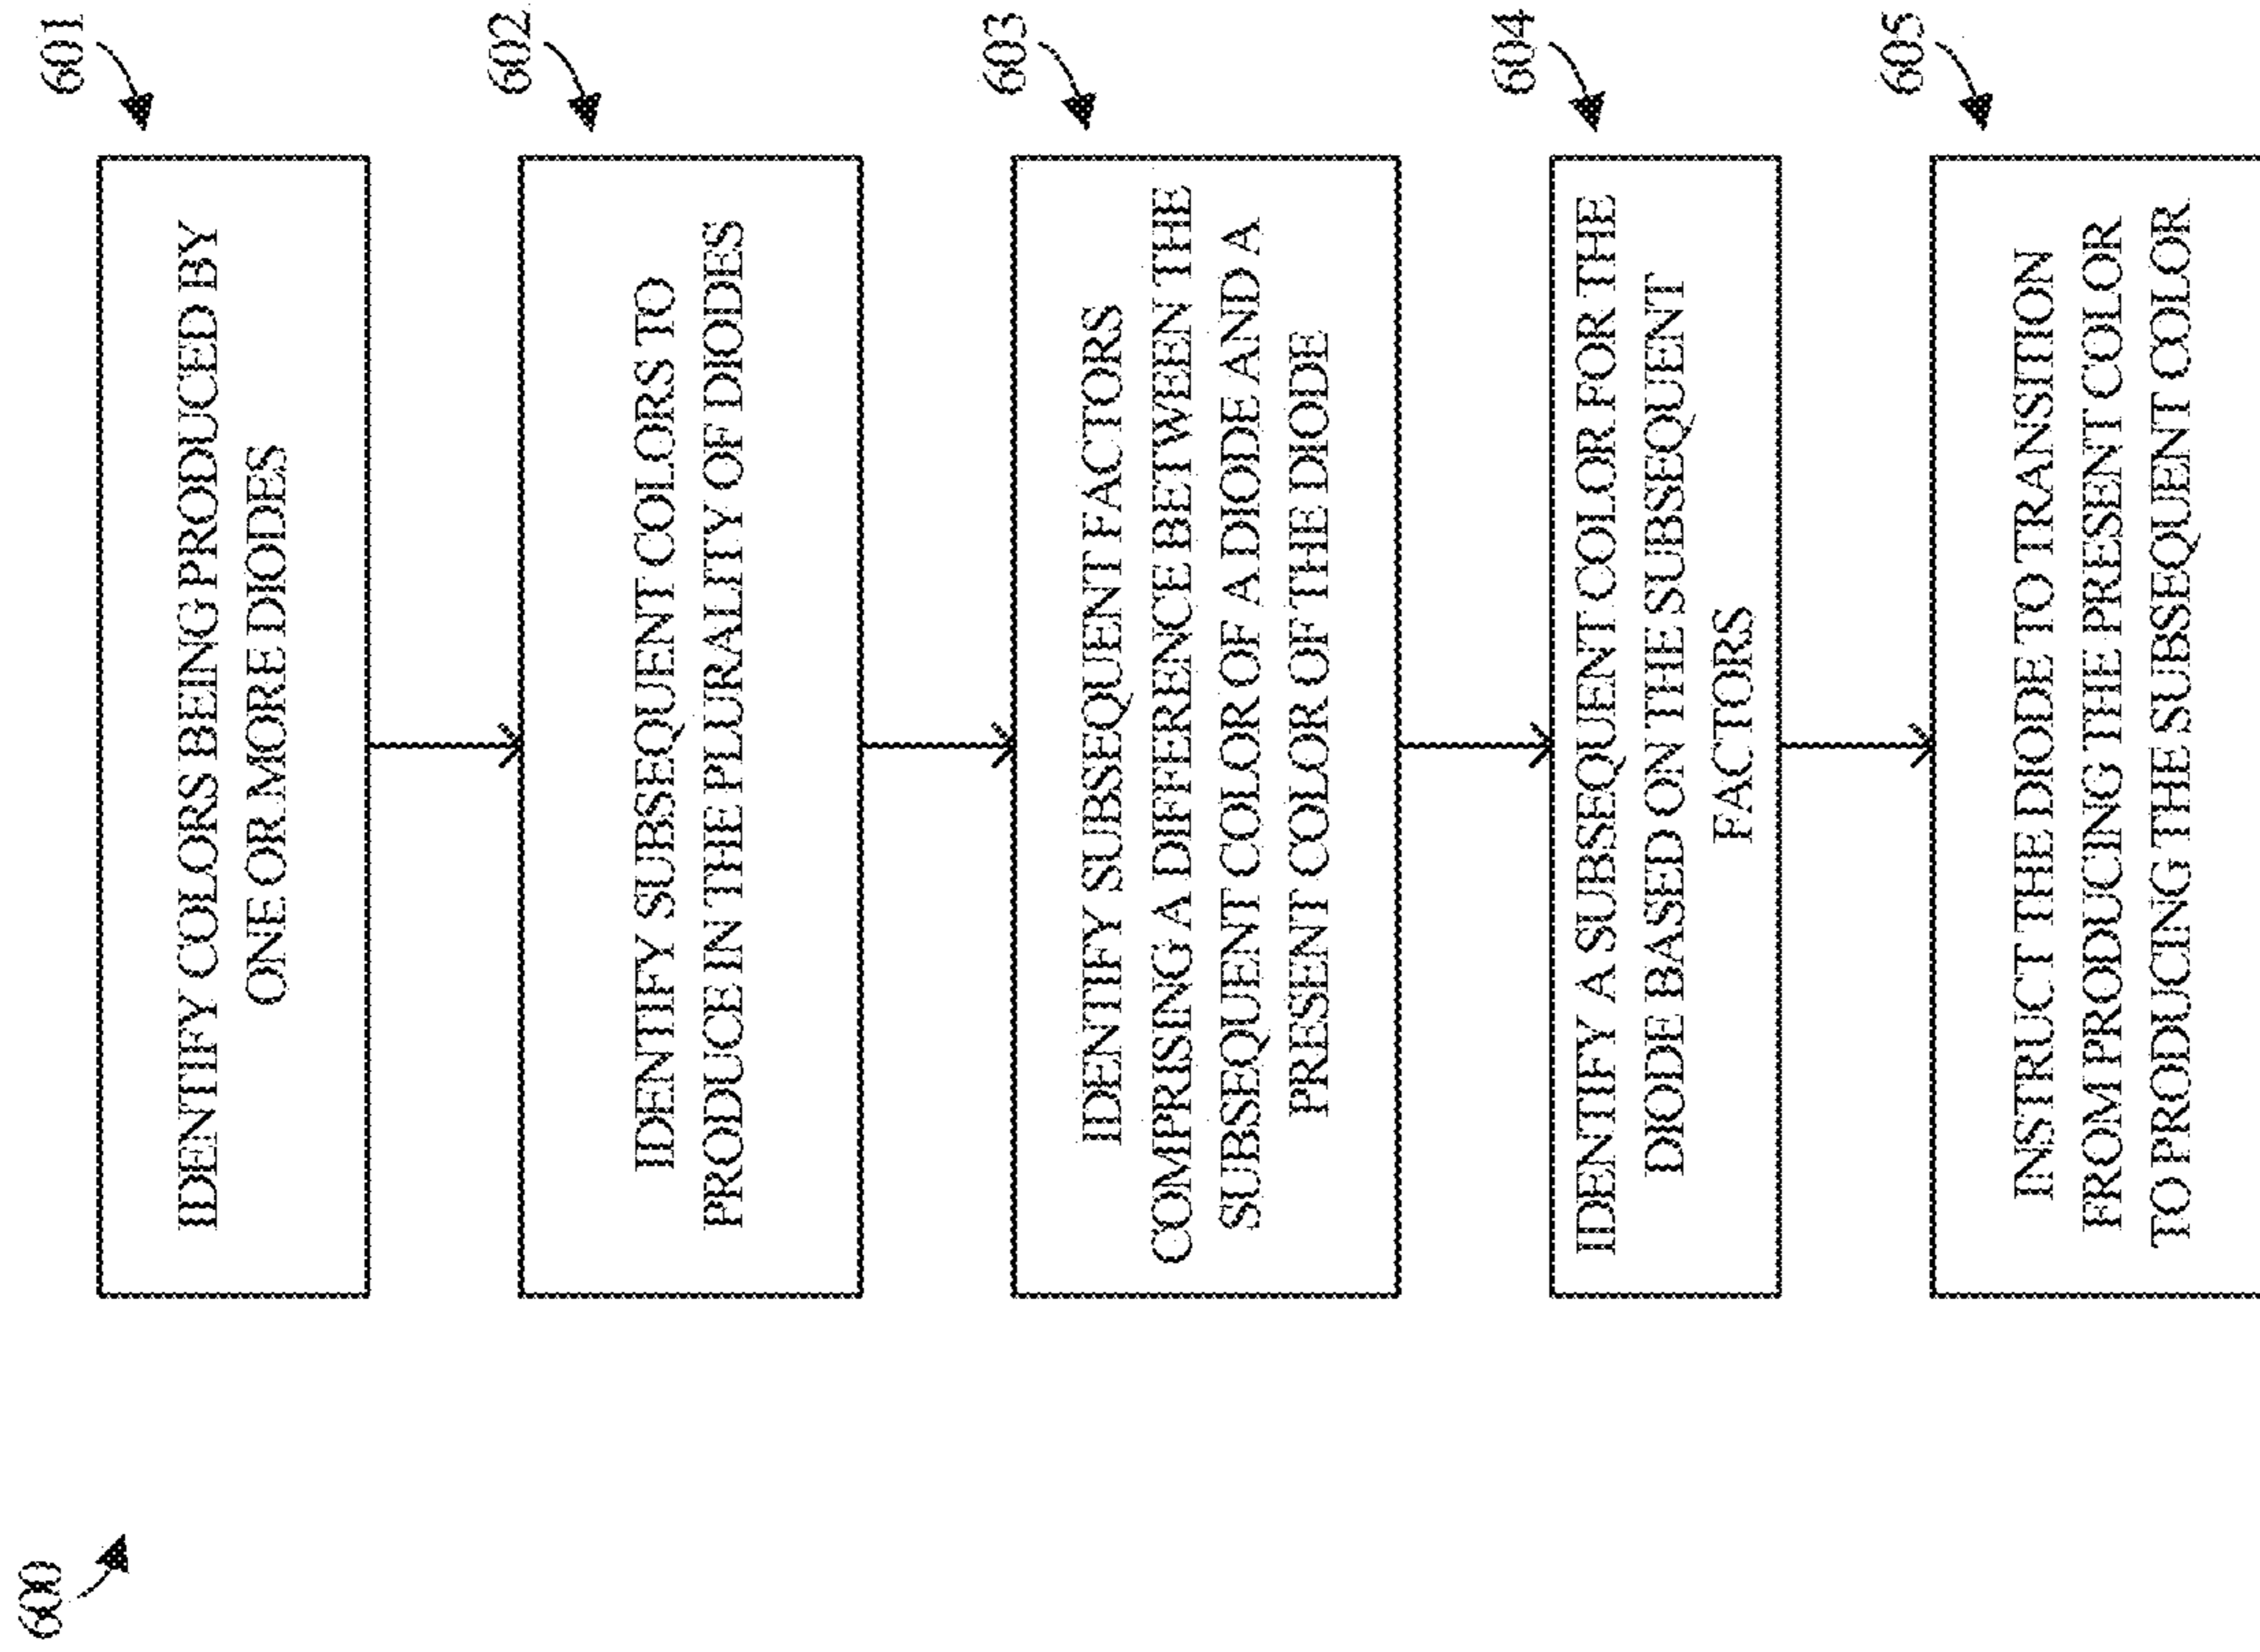 600
601
IDENTIFY COLORS BEING PRODUCED BY
ONE OR MORE DIODES
602
IDENTIFY SUBSEQUENT COLORS TO
PRODUCE IN THE PLURALITY OF DIODES
603
IDENTIFY SUBSEQUENT FACTORS
COMPRISING A DIFFERENCE BETWEEN THE
SUBSEQUENT COLOR OF A DIODE AND A
PRESENT COLOR OF THE DIODE
604
IDENTIFY A SUBSEQUENT COLOR FOR THE
DIODE BASED ON THE SUBSEQUENT
FACTORS
605
INSTRUCT THE DIODE TO TRANSITION
FROM PRODUCING THE PRESENT COLOR
TO PRODUCING THE SUBSEQUENT COLOR